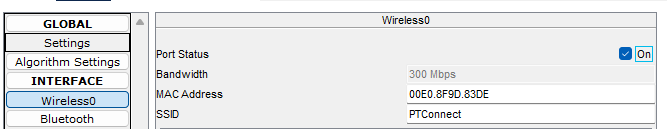 GLOBAL
Settings
Algorithm Settings
INTERFACE
Wireless0
Bluetooth
Wireless0
Port Status On
Bandwidth 300 Mbps
MAC Address 00E0.8F9D.83DE
SSID PTConnect